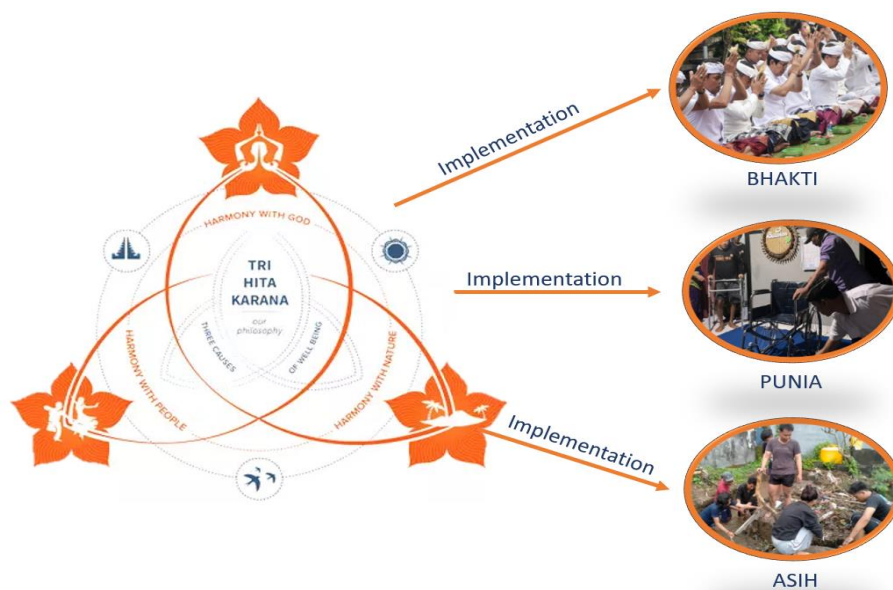 Implementation
BHAKTI
HARMONY WITH GOD
TRI
HITA
KARANA
our
philosophy
THREE CAUSES
OF WELL BEING
HARMONY WITH PEOPLE
HARMONY WITH NATURE
Implementation
PUNIA
Implementation
ASIH